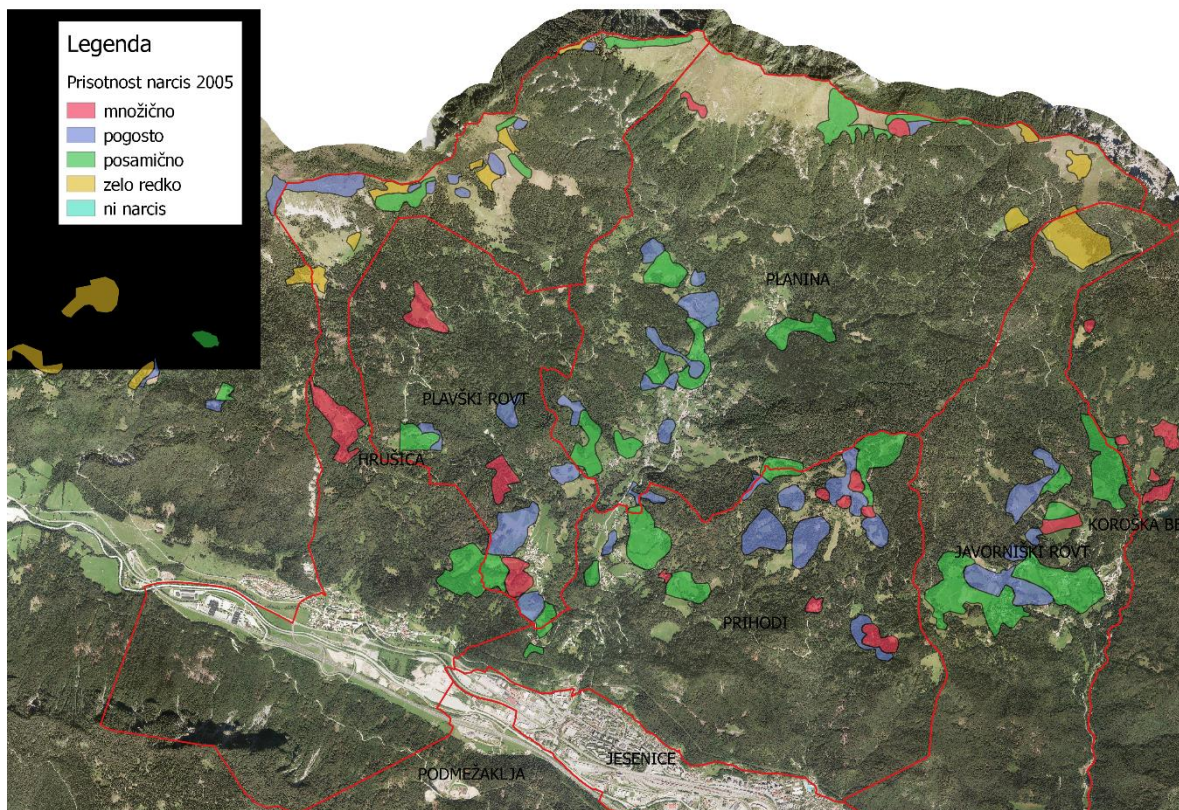 Legenda
Prisotnost narcis 2005
množično
pogosto
posamično
zelo redko
ni narcis
PLANINA
PLAVŠKI ROVT
HRUŠICA
KOROŠKA BE
JAVORNIŠKI ROVT
PRIHODI
JESENICE
PODMEŽAKLJA